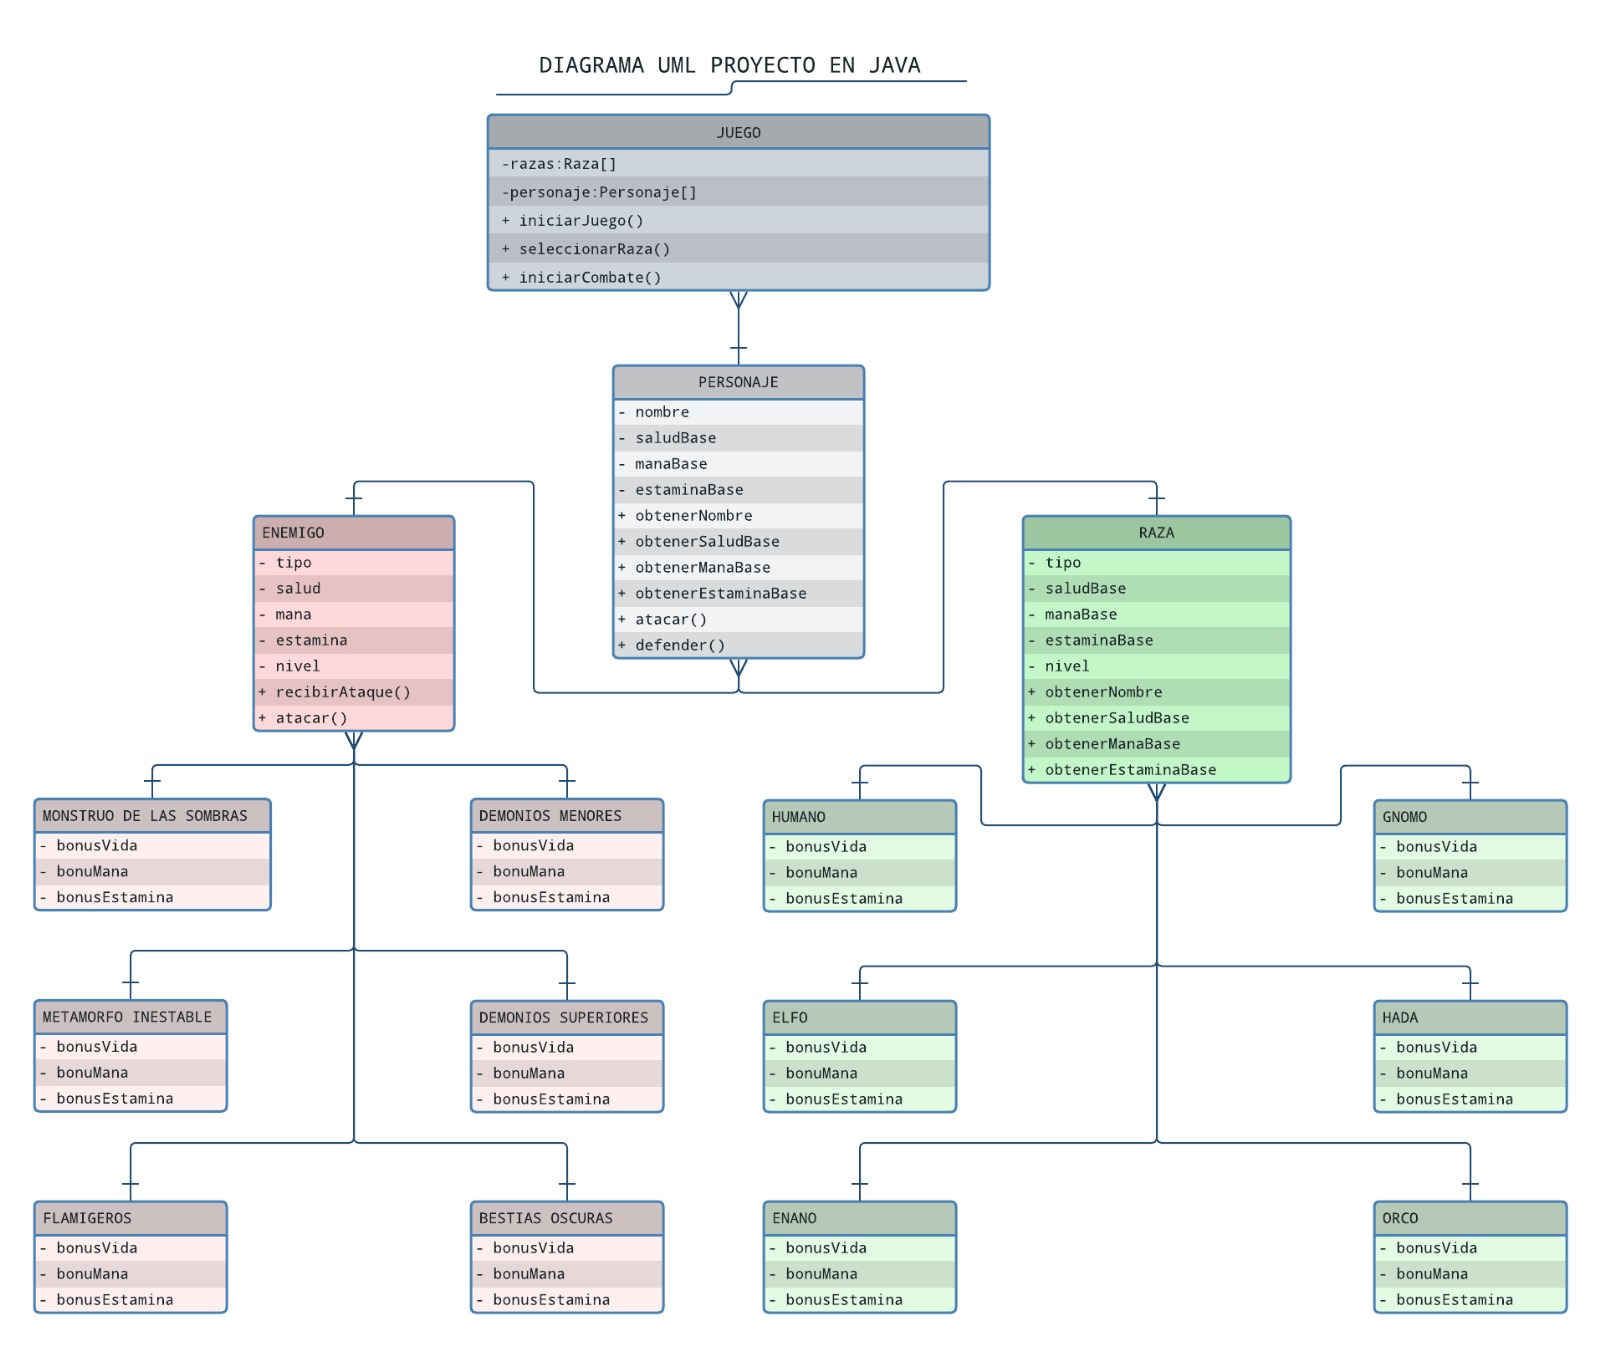 DIAGRAMA UML PROYECTO EN JAVA
JUEGO
-razas:Raza[]
-personaje:Personaje[]
+ iniciarJuego()
+ seleccionarRaza()
+ iniciarCombate()
PERSONAJE
- nombre
- saludBase
- manaBase
- estaminaBase
+ obtenerNombre
+ obtenerSaludBase
+ obtenerManaBase
+ obtenerEstaminaBase
+ atacar()
+ defender()
ENEMIGO
- tipo
- salud
- mana
- estamina
- nivel
+ recibirAtaque()
+ atacar()
RAZA
- tipo
- saludBase
- manaBase
- estaminaBase
- nivel
+ obtenerNombre
+ obtenerSaludBase
+ obtenerManaBase
+ obtenerEstaminaBase
MONSTRUO DE LAS SOMBRAS
- bonusVida
- bonuMana
- bonusEstamina
DEMONIOS MENORES
- bonusVida
- bonuMana
- bonusEstamina
HUMANO
- bonusVida
- bonuMana
- bonusEstamina
GNOMO
- bonusVida
- bonuMana
- bonusEstamina
METAMORFO INESTABLE
- bonusVida
- bonuMana
- bonusEstamina
DEMONIOS SUPERIORES
- bonusVida
- bonuMana
- bonusEstamina
ELFO
- bonusVida
- bonuMana
- bonusEstamina
HADA
- bonusVida
- bonuMana
- bonusEstamina
FLAMIGEROS
- bonusVida
- bonuMana
- bonusEstamina
BESTIAS OSCURAS
- bonusVida
- bonuMana
- bonusEstamina
ENANO
- bonusVida
- bonuMana
- bonusEstamina
ORCO
- bonusVida
- bonuMana
- bonusEstamina